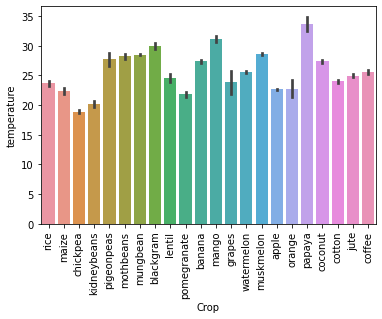 35
30
25
20
15
10
5
0
temperature
rice
maize
chickpea
kidneybeans
pigeonpeas
mothbeans
mungbean
blackgram
lentil
pomegranate
banana
mango
grapes
watermelon
muskmelon
apple
orange
papaya
coconut
cotton
jute
coffee
Crop